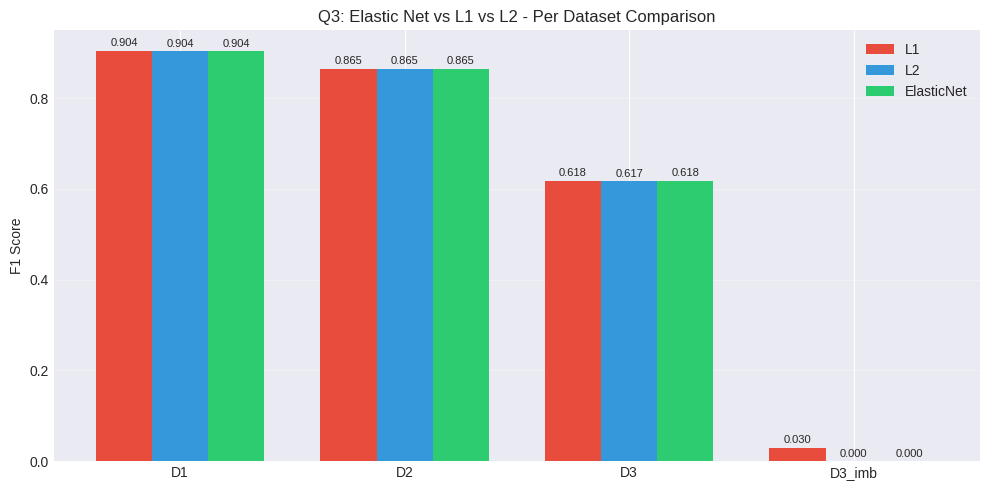 Q3: Elastic Net vs L1 vs L2 - Per Dataset Comparison
F1 Score
0.8
0.6
0.4
0.2
0.0
0.904 0.904 0.904
0.865 0.865 0.865
0.618 0.617 0.618
0.030 0.000 0.000
D1 D2 D3 D3_imb
L1
L2
ElasticNet